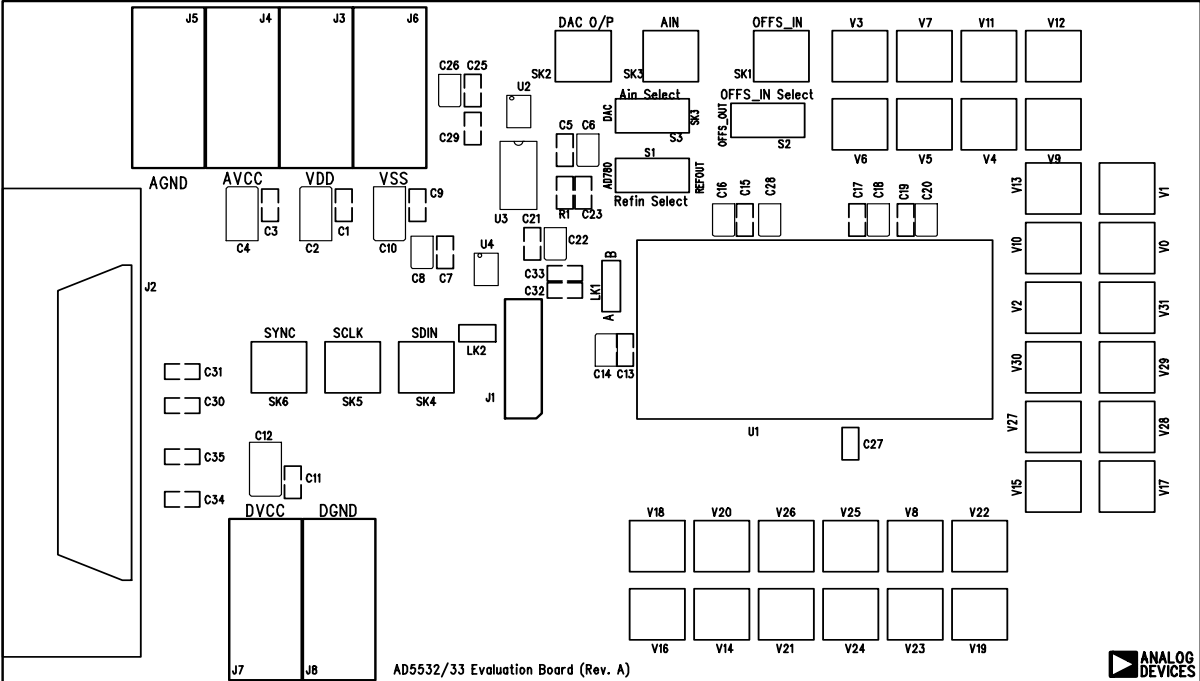 J5
J4
J3
J6
DAC O/P
AIN
OFFS_IN
V3
V7
V11
V12
C26
C25
SK2
SK3
SK1
U2
Ain Select
OFFS_IN Select
DAC
SK3
S3
OFFS_OUT
S2
C29
C5
C6
V6
V5
V4
V9
S1
AD780
REFOUT
Refin Select
AGND
AVCC
VDD
VSS
C9
V13
V1
C4
C3
C2
C1
C10
U3
R1
C23
C16
C15
C28
C17
C18
C19
C20
C21
C22
U4
C8
C7
C33
C32
LK1
B
A
V10
V0
J2
V2
V31
SYNC
SCLK
SDIN
LK2
C14
C13
V30
V29
C31
C30
SK6
SK5
SK4
J1
U1
V27
V28
C12
C27
C35
C11
C34
V15
V17
DVCC
DGND
V18
V20
V26
V25
V8
V22
V16
V14
V21
V24
V23
V19
J7
J8
AD5532/33 Evaluation Board (Rev. A)
ANALOG
DEVICES